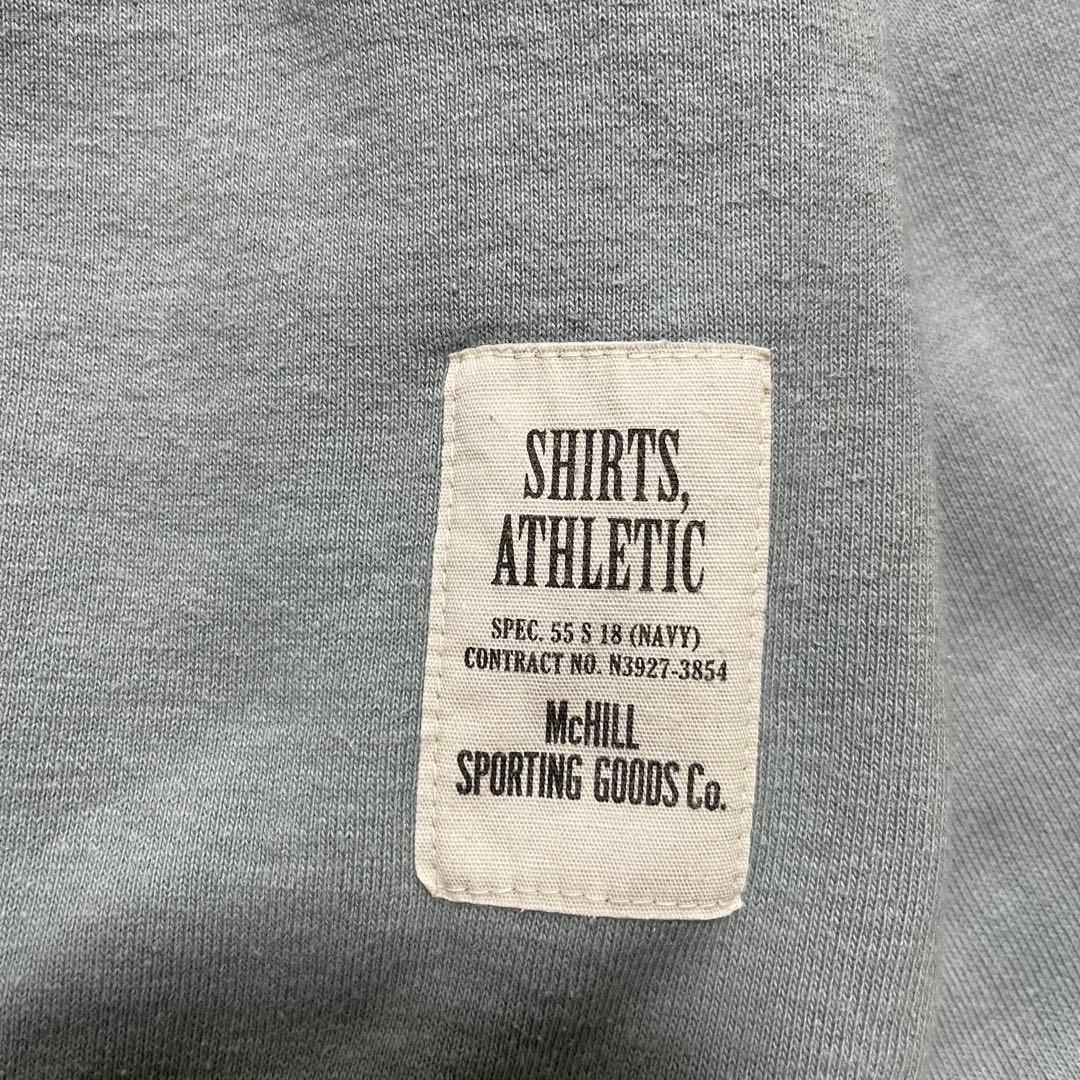 SHIRTS,
ATHLETIC
SPEC. 55 S 18 (NAVY)
CONTRACT NO. N3927-3854
McHILL
SPORTING GOODS Co.